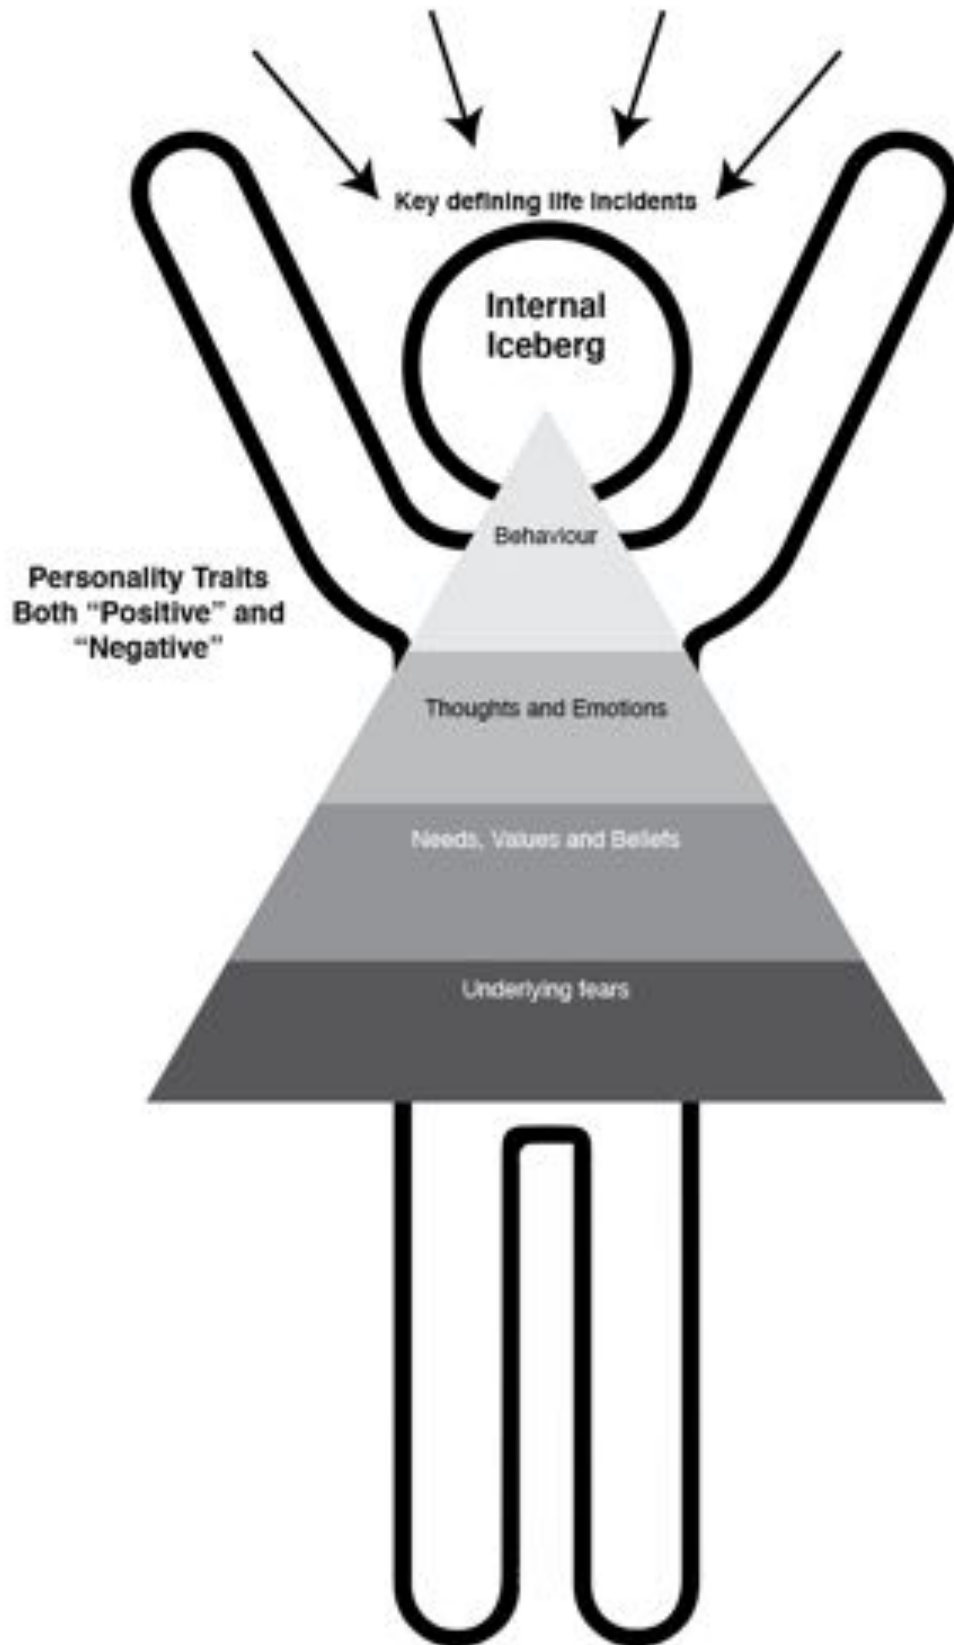 Key defining life incidents
Internal
Iceberg
Behaviour
Personality Traits
Both “Positive” and
“Negative”
Thoughts and Emotions
Needs, Values and Beliefs
Underlying fears